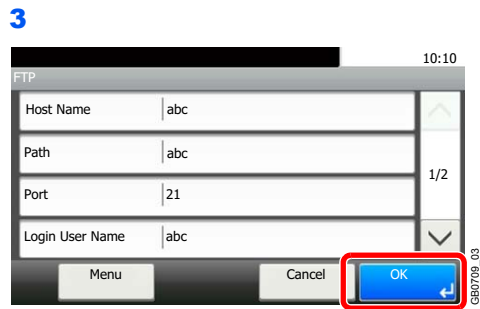 3
10:10
FTP
Host Name abc
Path abc
1/2
Port 21
Login User Name abc
Menu Cancel OK
GB0709_03